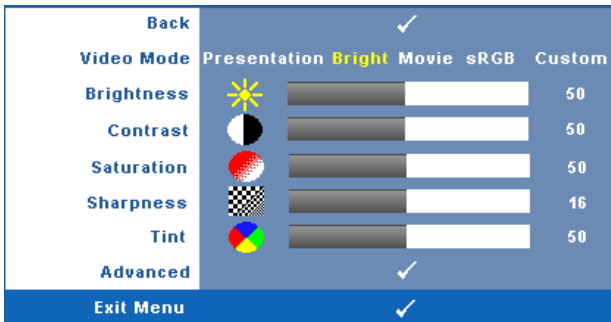 Back
Video Mode Presentation Bright Movie sRGB Custom
Brightness 50
Contrast 50
Saturation 50
Sharpness 16
Tint 50
Advanced
Exit Menu